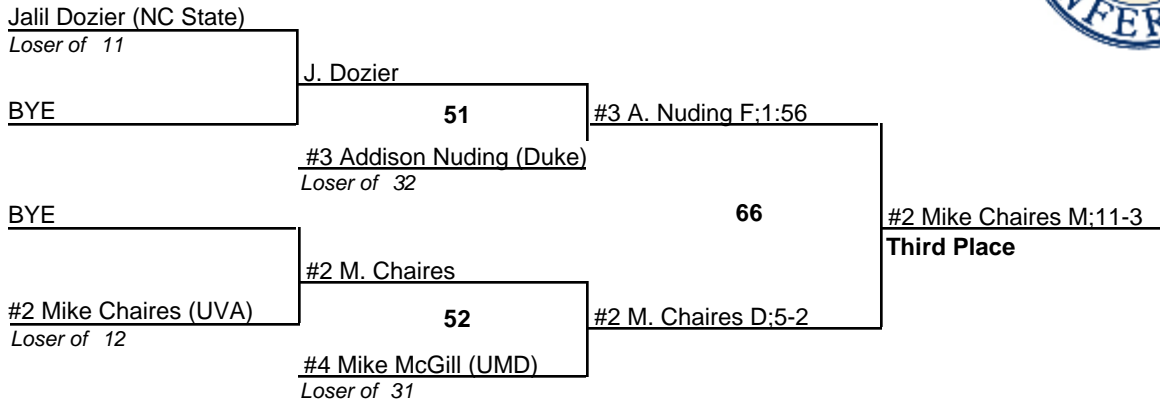 Jalil Dozier (NC State)
Loser of 11
J. Dozier
BYE
51
#3 A. Nuding F;1:56
#3 Addison Nuding (Duke)
Loser of 32
BYE
66
#2 Mike Chaires M;11-3
Third Place
#2 M. Chaires
#2 Mike Chaires (UVA)
Loser of 12
52
#2 M. Chaires D;5-2
#4 Mike McGill (UMD)
Loser of 31